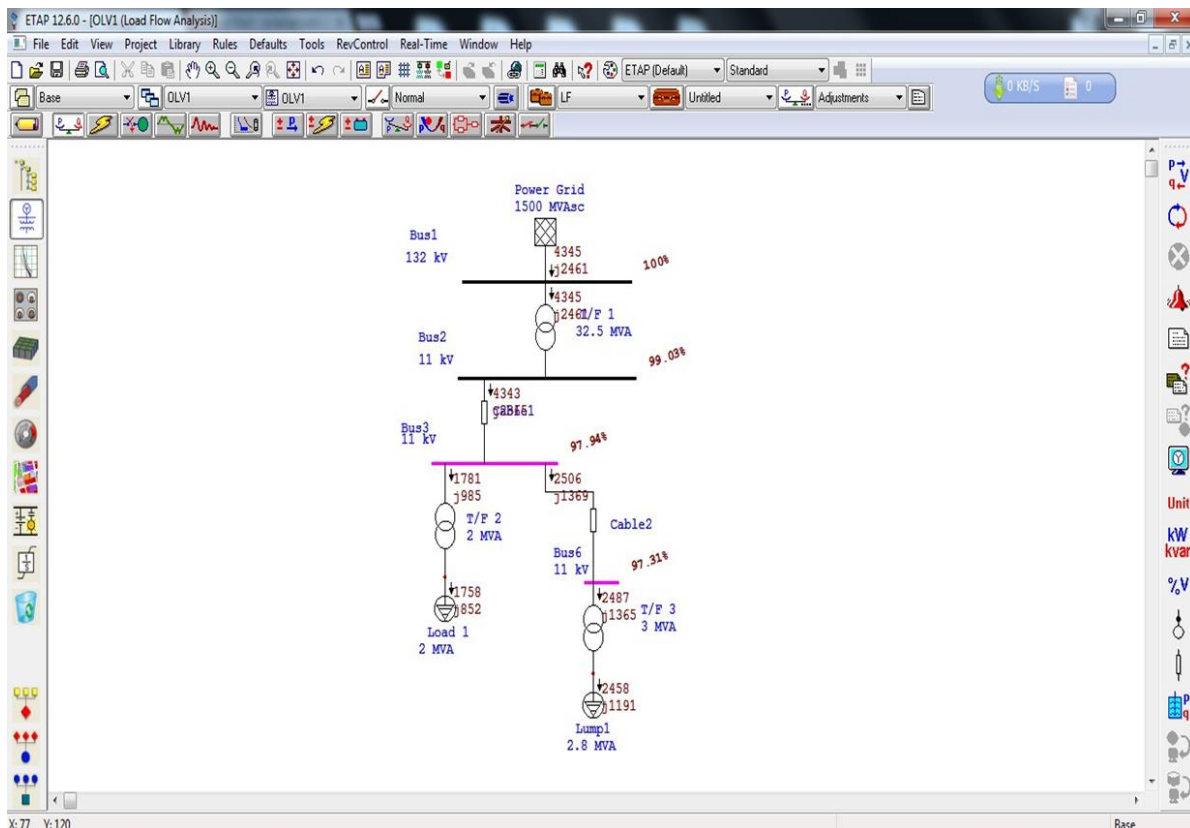 ETAP 12.6.0 - [OLV1 (Load Flow Analysis)]
File Edit View Project Library Rules Defaults Tools RevControl Real-Time Window Help
ETAP (Default) Standard
Base OLV1 OLV1 Normal LF Untitled Adjustments
0 KB/S 0
Power Grid
1500 MVAsc
Bus1
132 kV
4345
j2461
100%
4345
T/F 1
32.5 MVA
Bus2
11 kV
99.03%
4343
Bus3
11 kV
97.94%
1781
j985
T/F 2
2 MVA
2506
j1369
Cable2
Bus6
11 kV
97.31%
1758
j852
Load 1
2 MVA
2487
j1365
T/F 3
3 MVA
2458
j1191
Lump1
2.8 MVA
Unit
kW
kvar
%V
X: 77 Y: 120
Base